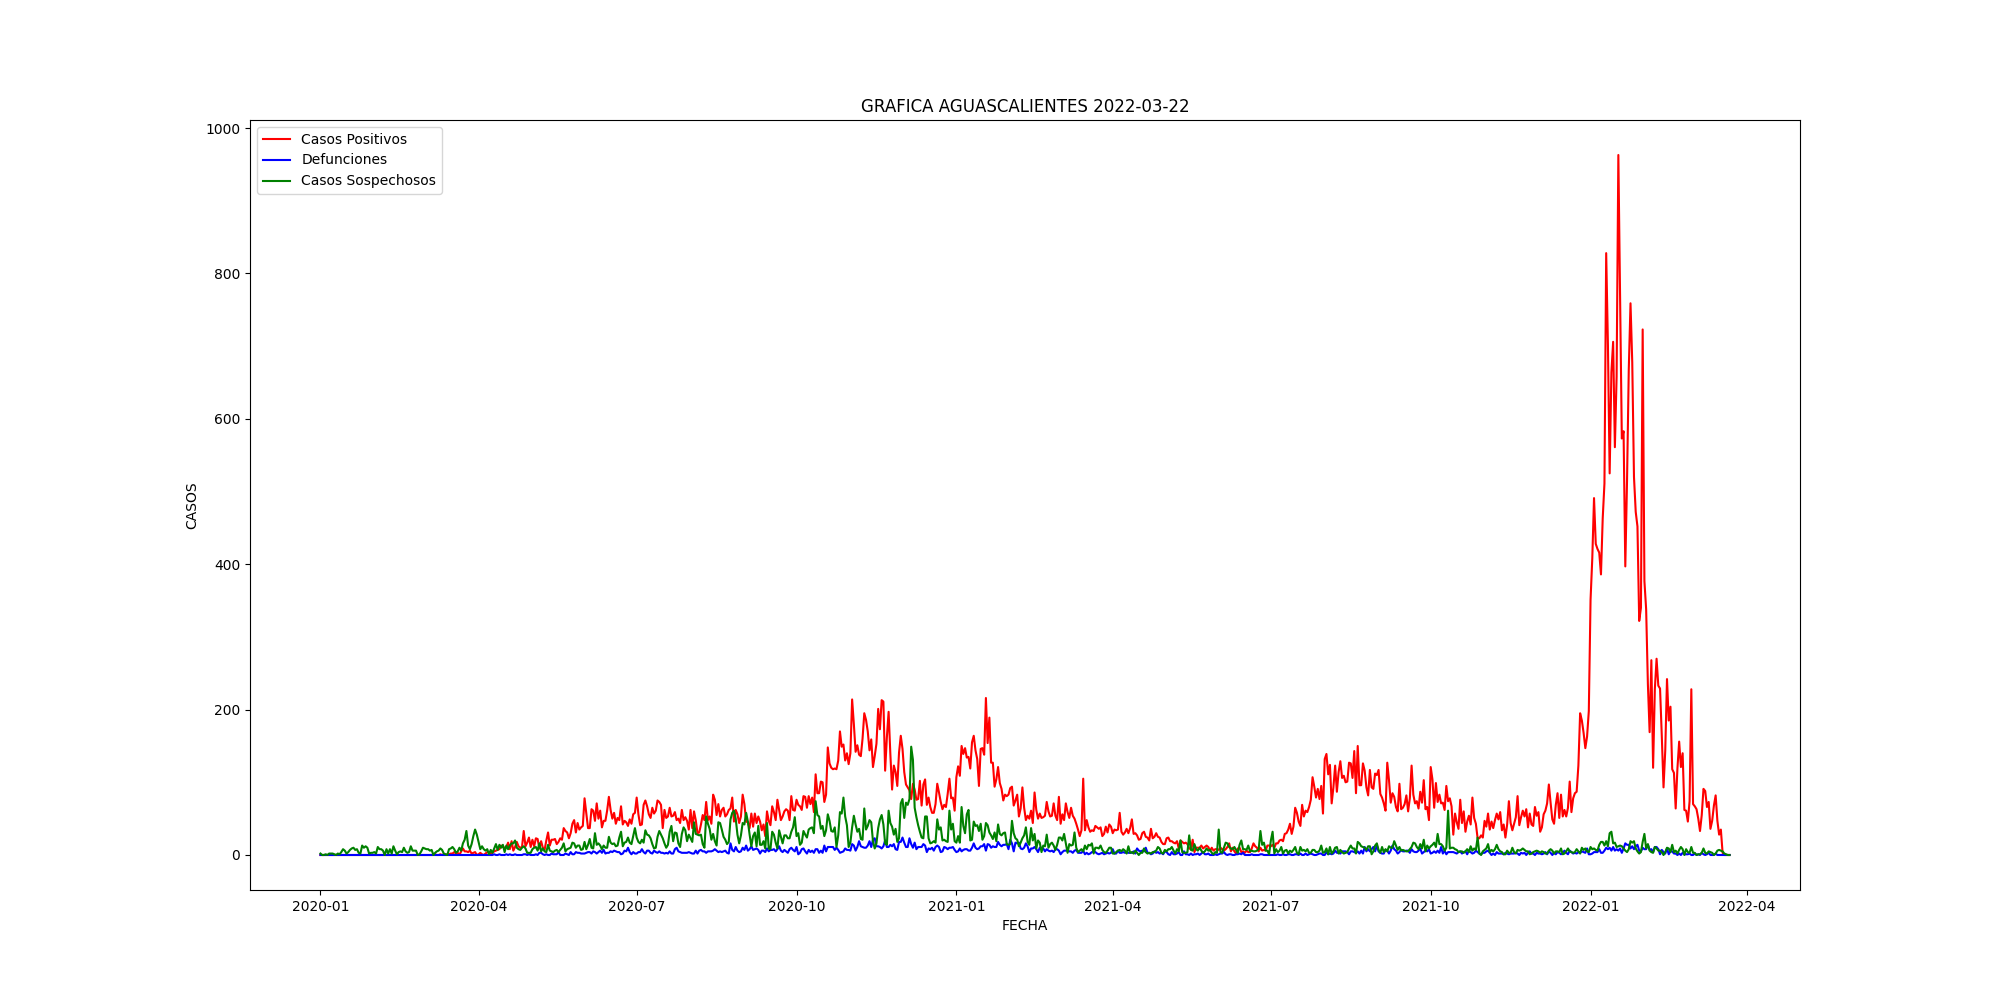 GRAFICA AGUASCALIENTES 2022-03-22
Casos Positivos
Defunciones
Casos Sospechosos
1000
800
600
400
200
0
CASOS
2020-01 2020-04 2020-07 2020-10 2021-01 2021-04 2021-07 2021-10 2022-01 2022-04
FECHA